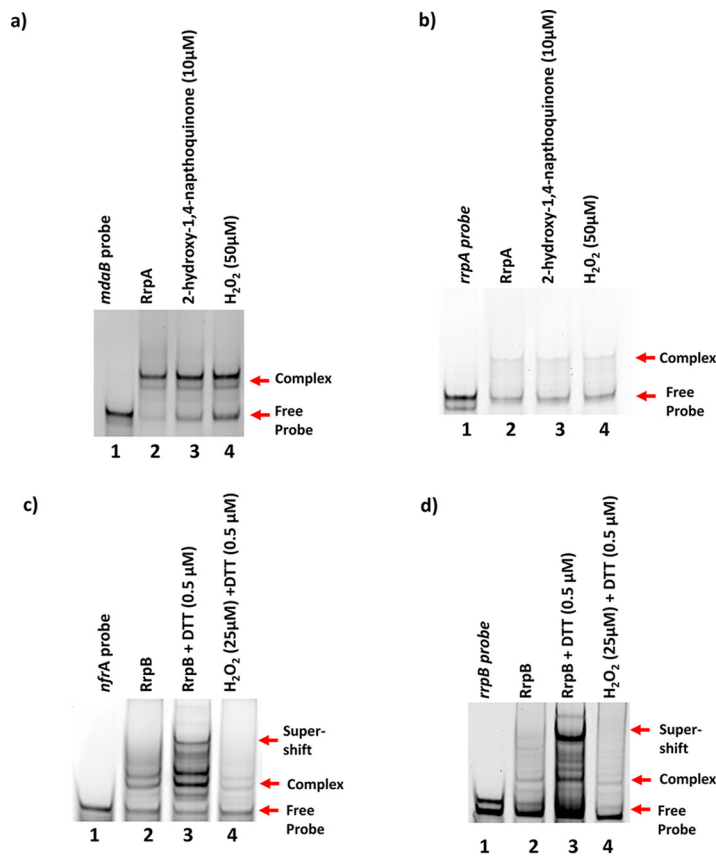 a)
mdaB probe
RrpA
2-hydroxy-1,4-napthoquinone (10µM)
H₂O₂ (50µM)
Complex
Free
Probe
1 2 3 4
b)
rrpA probe
RrpA
2-hydroxy-1,4-napthoquinone (10µM)
H₂O₂ (50µM)
Complex
Free
Probe
1 2 3 4
c)
nfrA probe
RrpB
RrpB + DTT (0.5 µM)
H₂O₂ (25µM) +DTT (0.5 µM)
Super-
shift
Complex
Free
Probe
1 2 3 4
d)
rrpB probe
RrpB
RrpB + DTT (0.5 µM)
H₂O₂ (25µM) + DTT (0.5 µM)
Super-
shift
Complex
Free
Probe
1 2 3 4